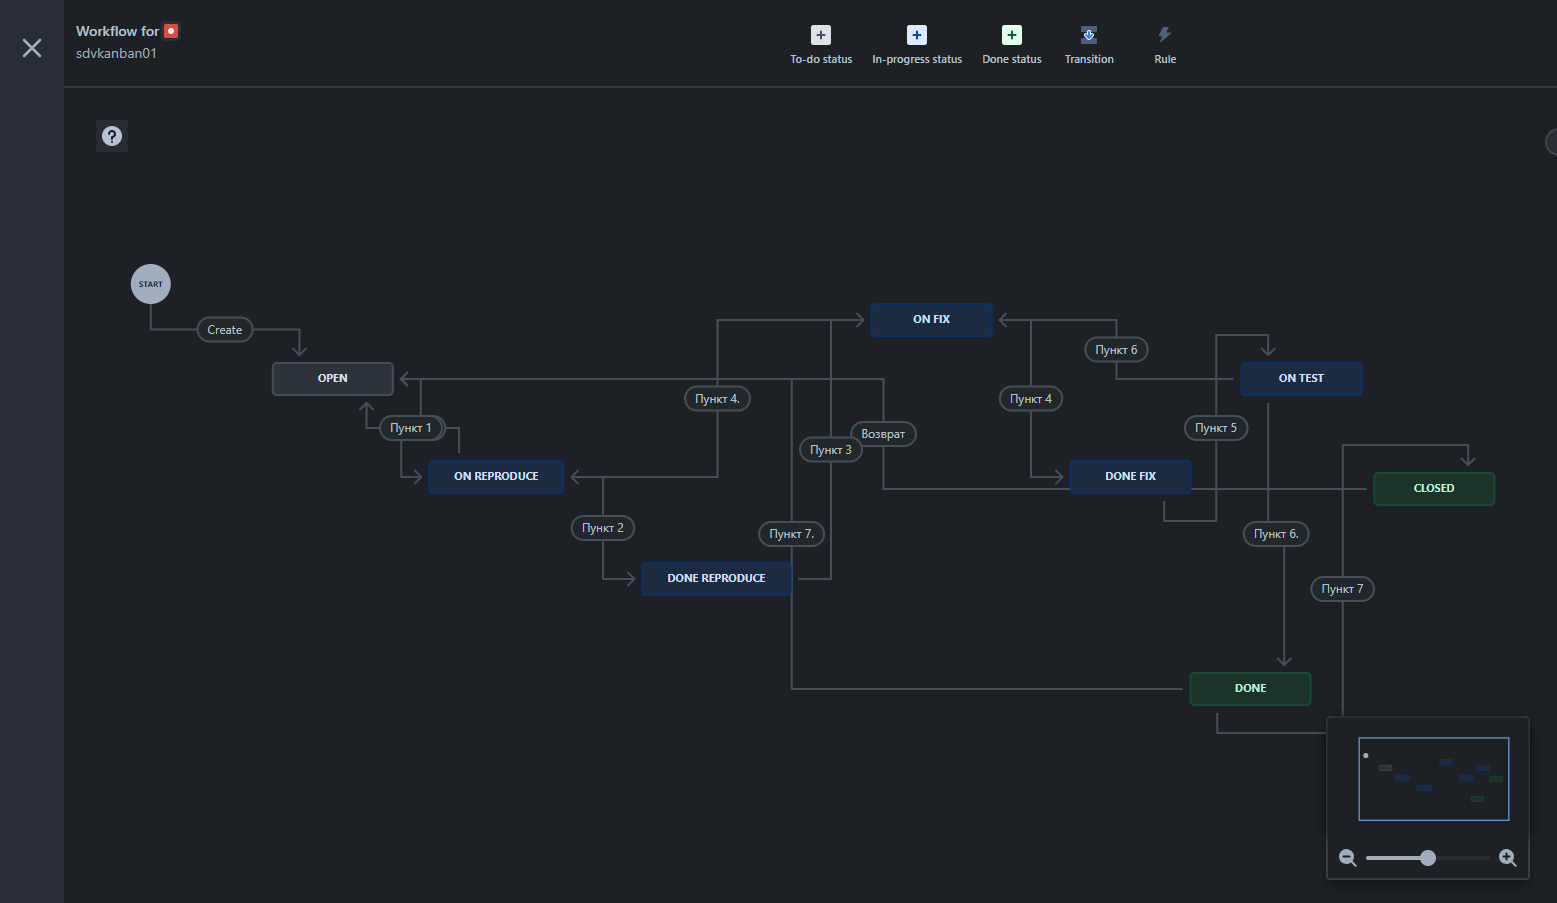 Workflow for
sdvkanban01
To-do status
In-progress status
Done status
Transition
Rule
?
START
Create
OPEN
ON FIX
Пункт 6
ON TEST
Пункт 4.
Пункт 4
Пункт 1
Возврат
Пункт 5
Пункт 3
ON REPRODUCE
DONE FIX
CLOSED
Пункт 2
Пункт 7.
Пункт 6.
DONE REPRODUCE
Пункт 7
DONE